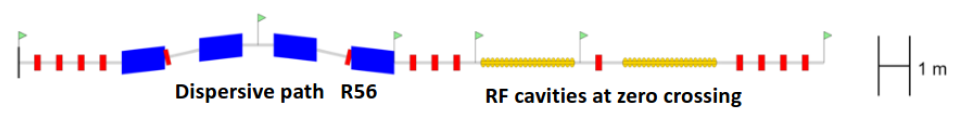 1 m
Dispersive path R56
RF cavities at zero crossing